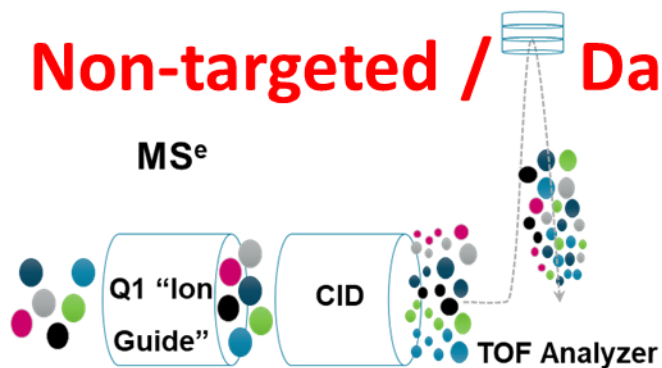 Non-targeted / Da
MSᵉ
Q1 “Ion
Guide”
CID
TOF Analyzer